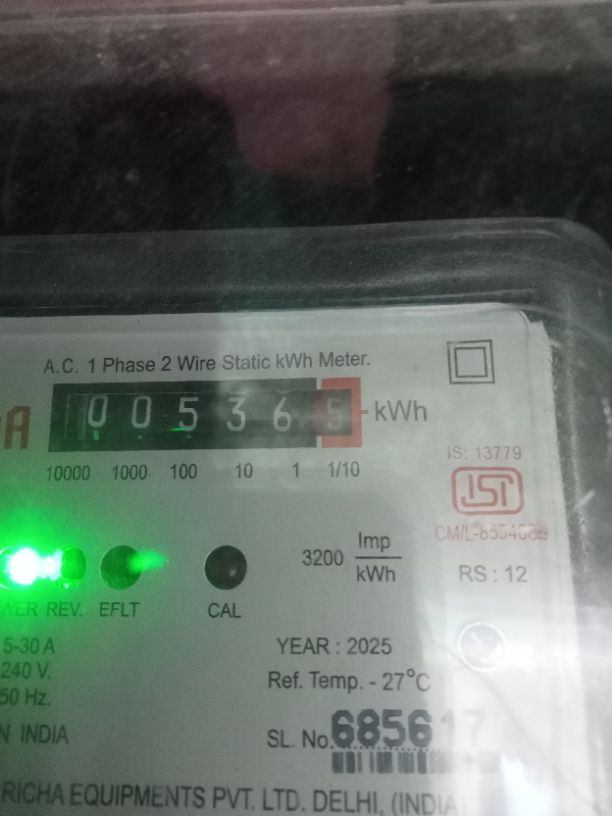 A.C. 1 Phase 2 Wire Static kWh Meter.
A 0 0 5 3 6 5 kWh
10000 1000 100 10 1 1/10
IS: 13779
ISI
3200 Imp/kWh
RS : 12
REV. EFLT CAL
5-30 A
YEAR : 2025
240 V.
Ref. Temp. - 27°C
50 Hz.
INDIA
SL. No. 685617
RICHA EQUIPMENTS PVT. LTD. DELHI, (INDIA)